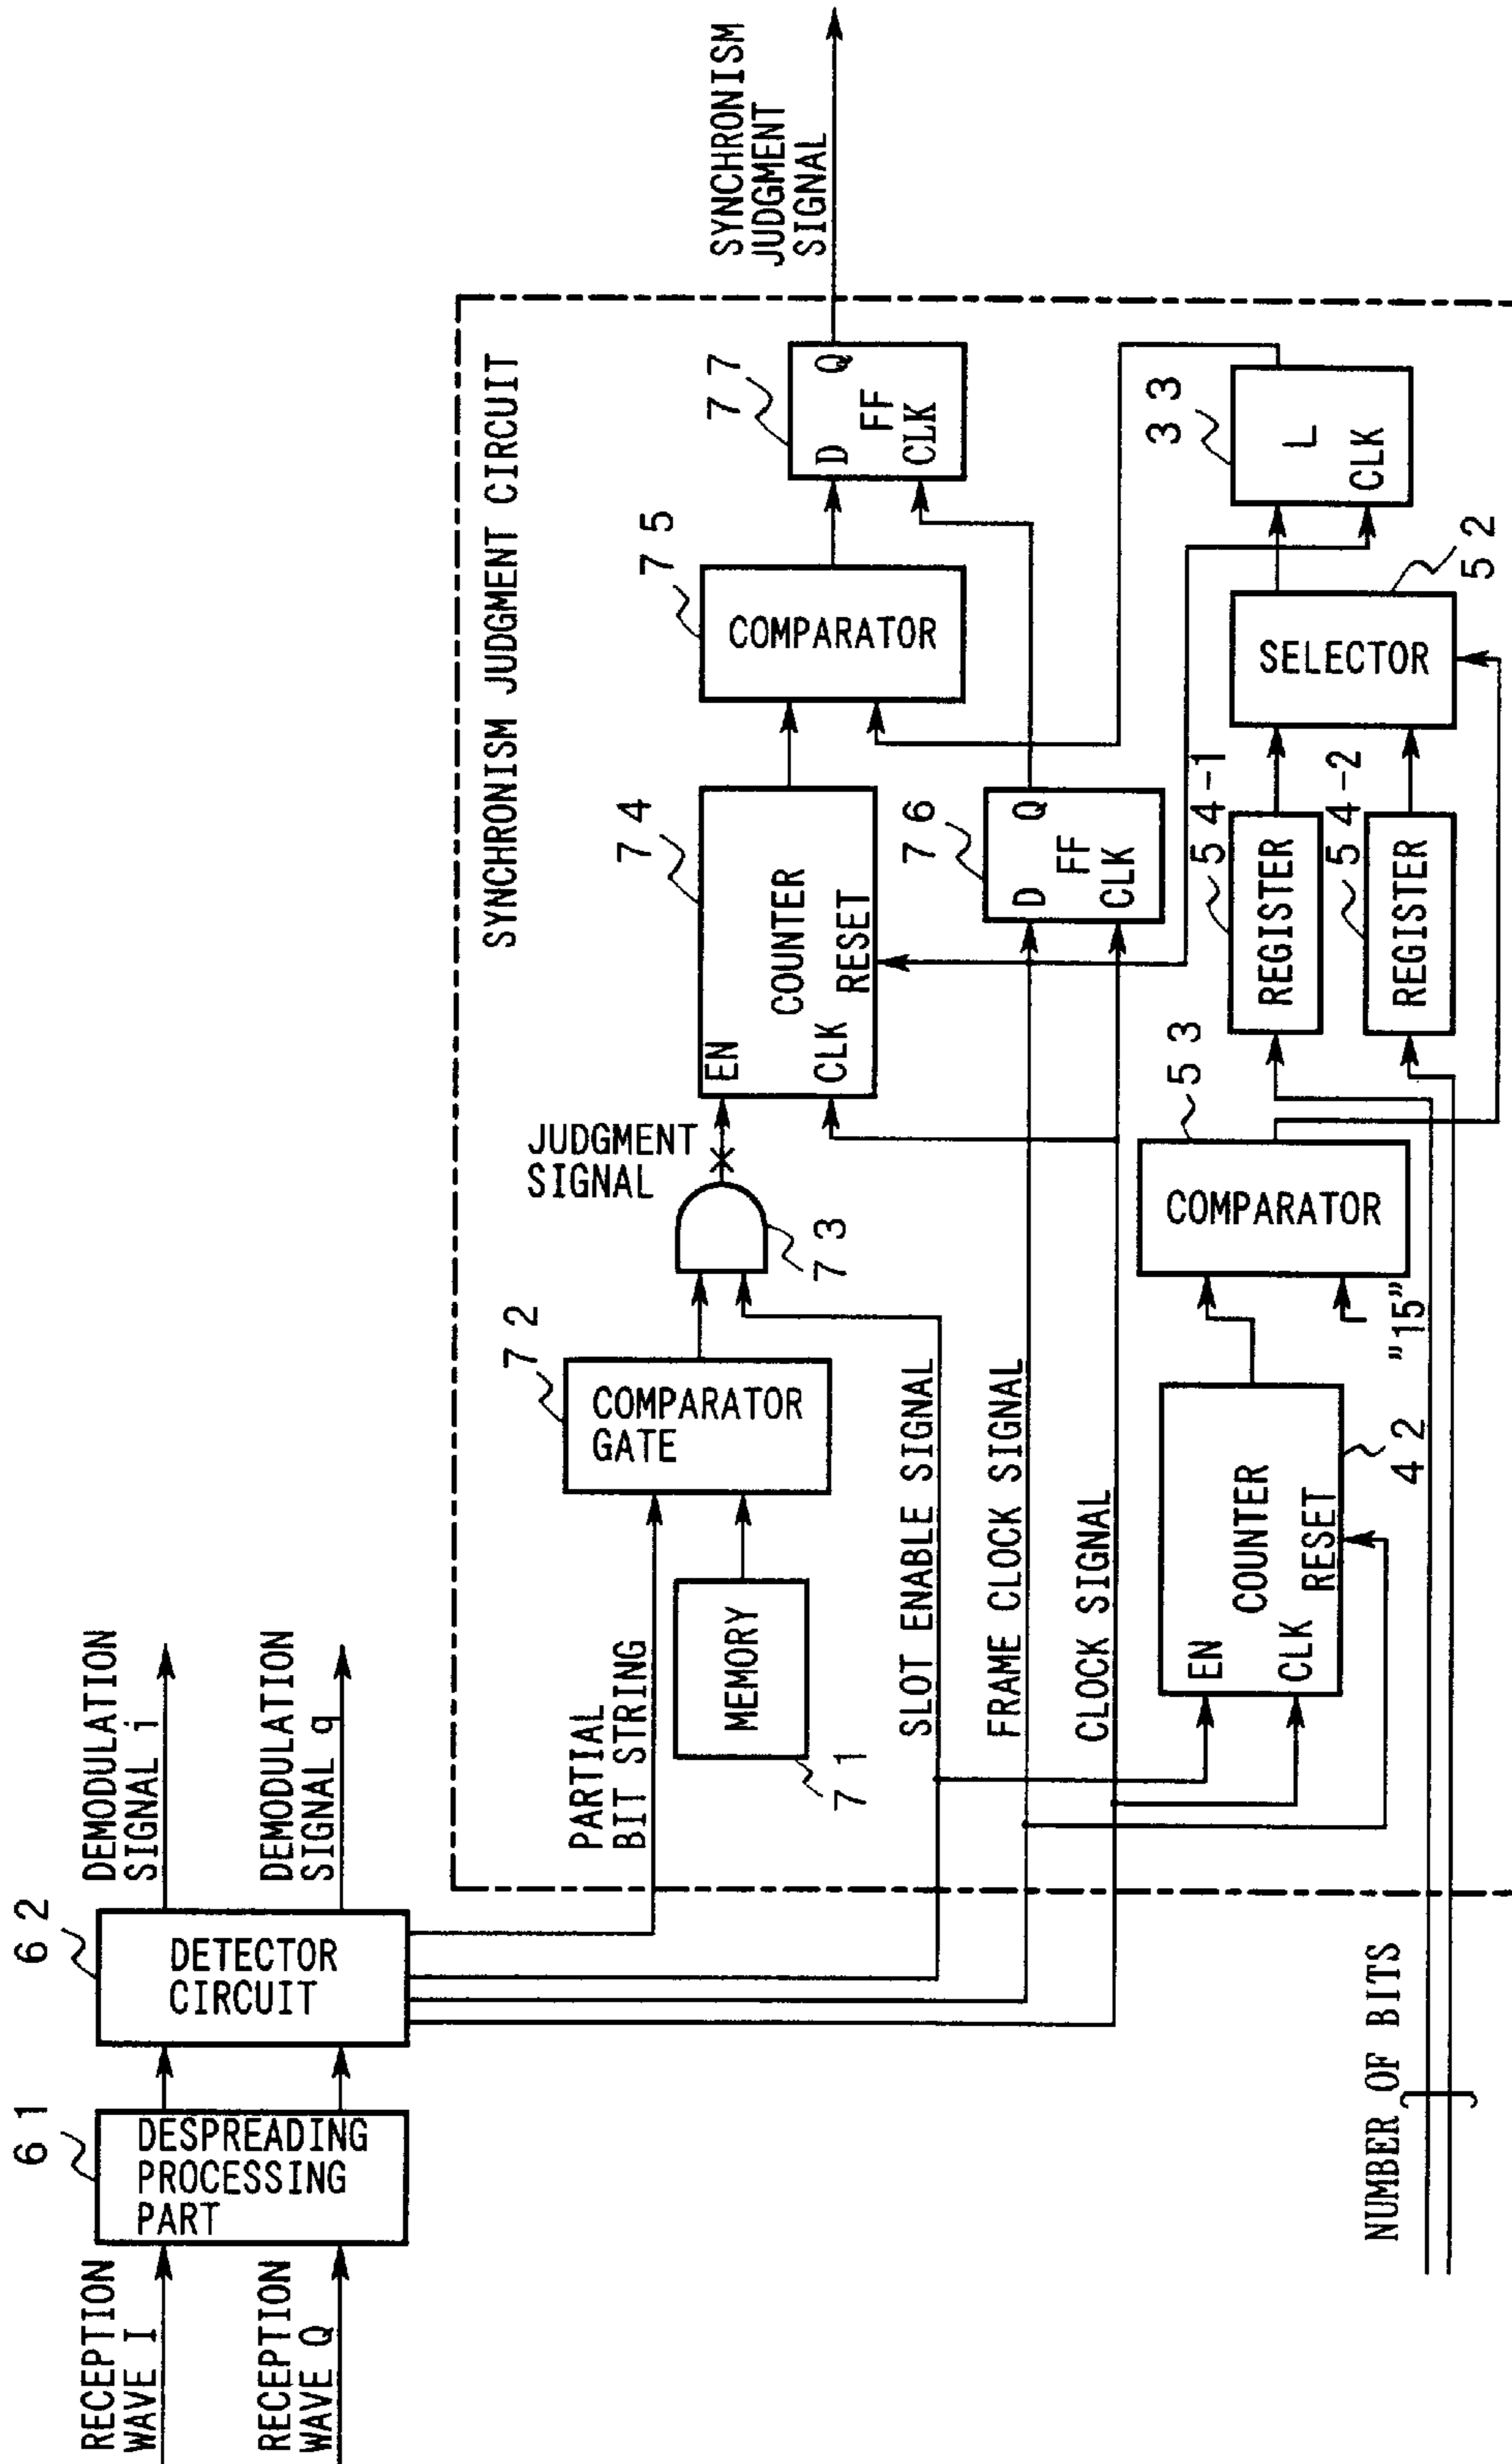 RECEPTION
WAVE I
RECEPTION
WAVE Q
61
DESPREADING
PROCESSING
PART
62
DETECTOR
CIRCUIT
DEMODULATION
SIGNAL i
DEMODULATION
SIGNAL q
SYNCHRONISM JUDGMENT CIRCUIT
PARTIAL
BIT STRING
MEMORY
71
72
COMPARATOR
GATE
73
JUDGMENT
SIGNAL
74
EN
COUNTER
CLK
RESET
75
COMPARATOR
77
D
Q
FF
CLK
SYNCHRONISM
JUDGMENT
SIGNAL
SLOT ENABLE SIGNAL
FRAME CLOCK SIGNAL
CLOCK SIGNAL
76
D
Q
FF
CLK
EN
COUNTER
CLK
RESET
42
53
COMPARATOR
"15"
54-1
REGISTER
54-2
REGISTER
SELECTOR
52
33
L
CLK
NUMBER OF BITS